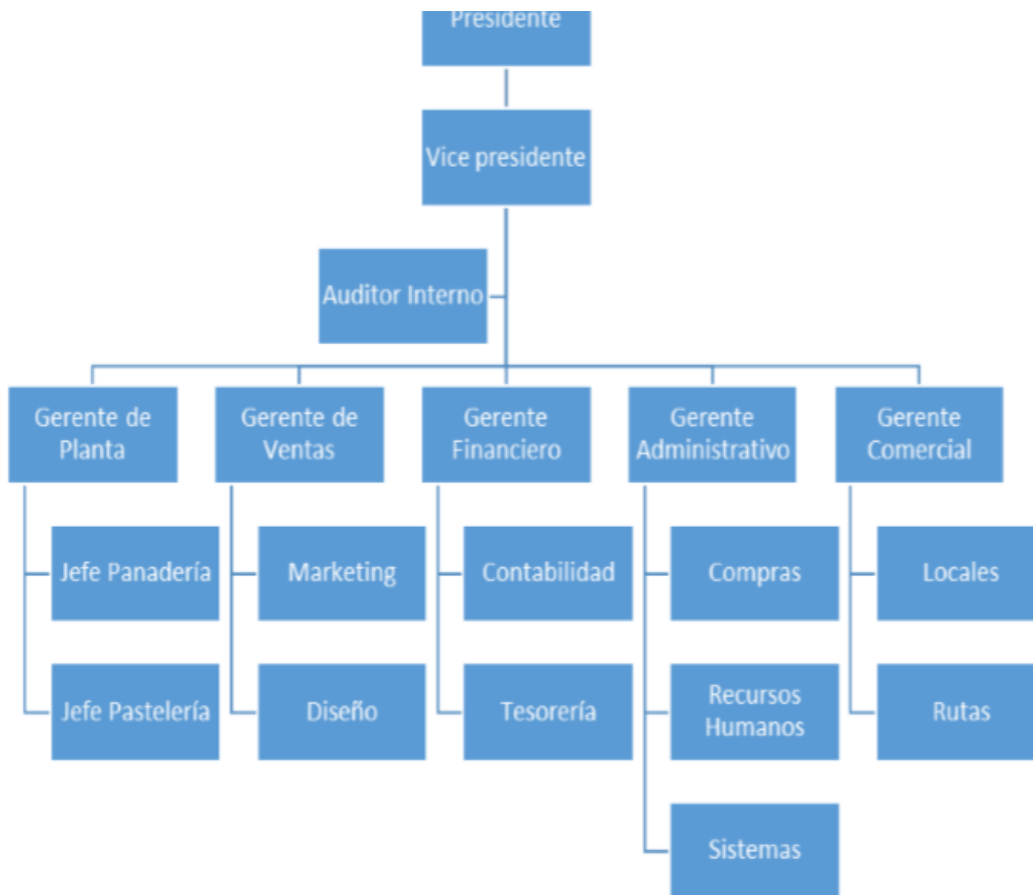 Presidente
Vice presidente
Auditor Interno
Gerente de
Planta
Gerente de
Ventas
Gerente
Financiero
Gerente
Administrativo
Gerente
Comercial
Jefe Panadería
Marketing
Contabilidad
Compras
Locales
Jefe Pastelería
Diseño
Tesorería
Recursos
Humanos
Rutas
Sistemas